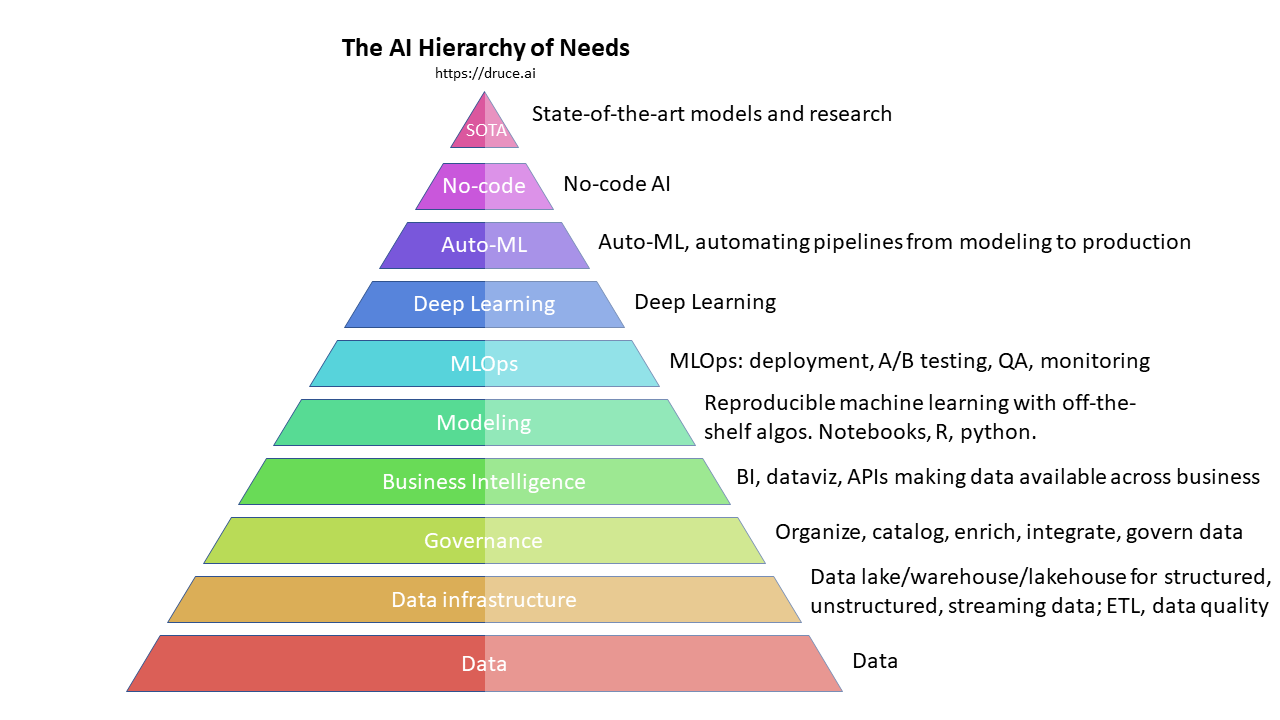 The AI Hierarchy of Needs
https://druce.ai
SOTA
State-of-the-art models and research
No-code
No-code AI
Auto-ML
Auto-ML, automating pipelines from modeling to production
Deep Learning
Deep Learning
MLOps
MLOps: deployment, A/B testing, QA, monitoring
Modeling
Reproducible machine learning with off-the-
shelf algos. Notebooks, R, python.
Business Intelligence
BI, dataviz, APIs making data available across business
Governance
Organize, catalog, enrich, integrate, govern data
Data infrastructure
Data lake/warehouse/lakehouse for structured,
unstructured, streaming data; ETL, data quality
Data
Data